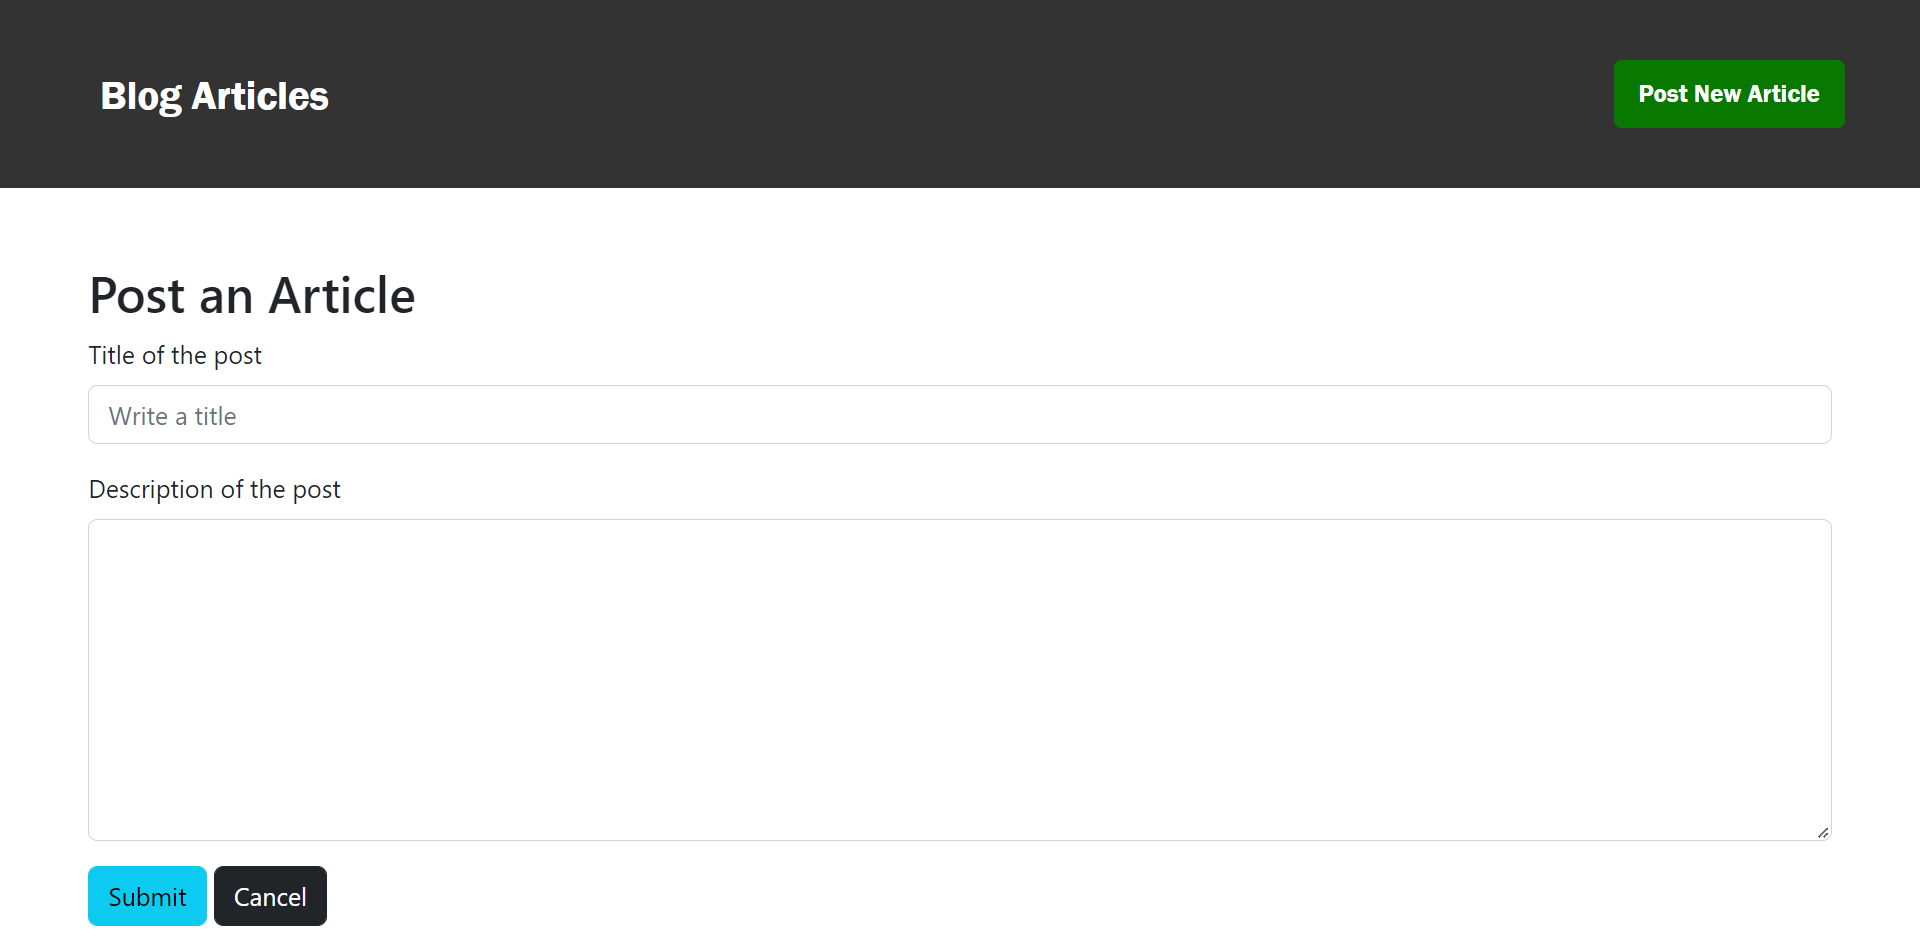 Blog Articles
Post New Article
Post an Article
Title of the post
Write a title
Description of the post
Submit
Cancel